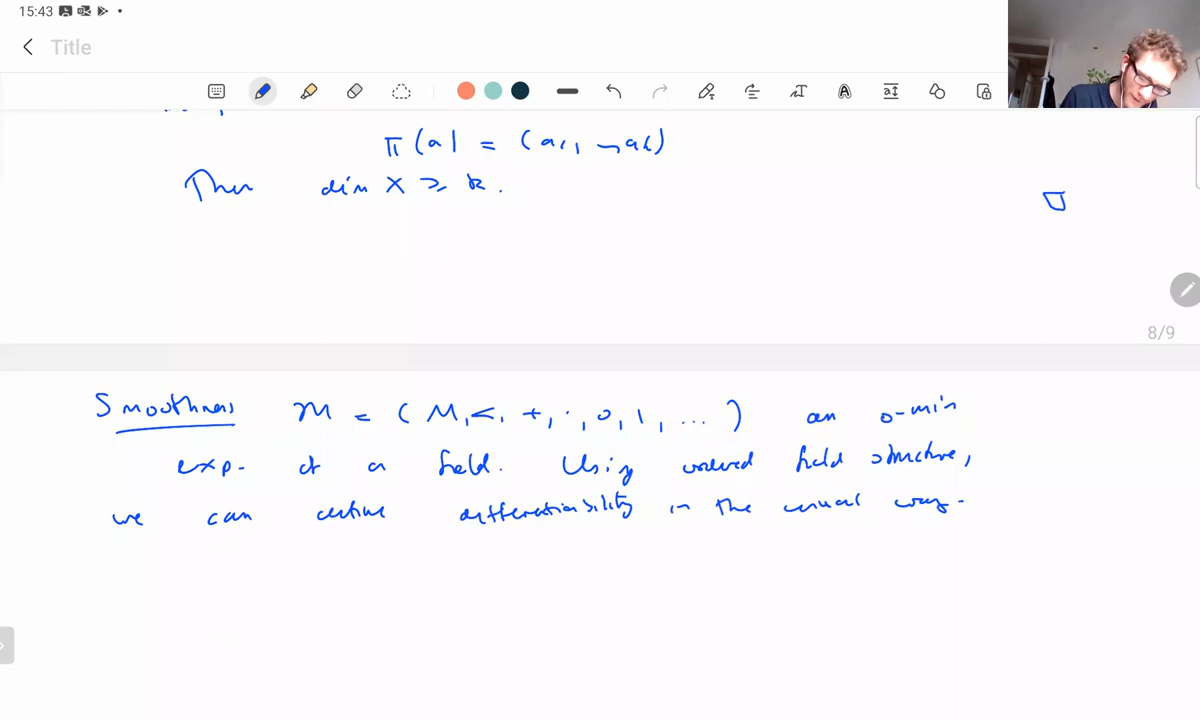 15:43
Title
π(a) = (a1, ⋯ ak)
Then dim X ≥ k.
8/9
Smoothness M = (M, <, +, ·, 0, 1, ...) an o-min
exp. of a field. Using ordered field structure,
we can define differentiability in the usual way.